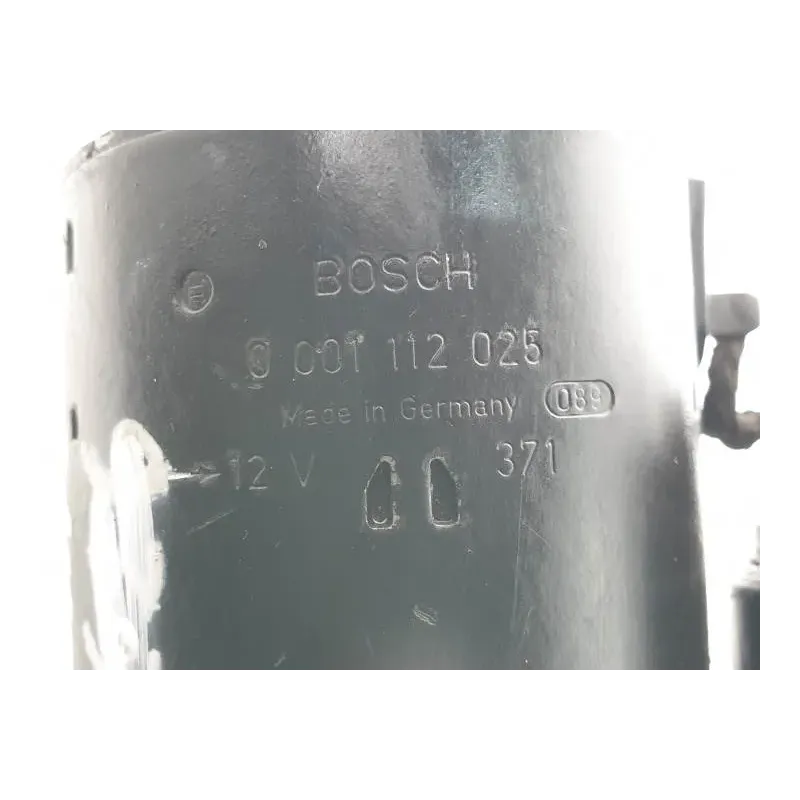 BOSCH
0 001 112 025
Made in Germany 089
12 V 371